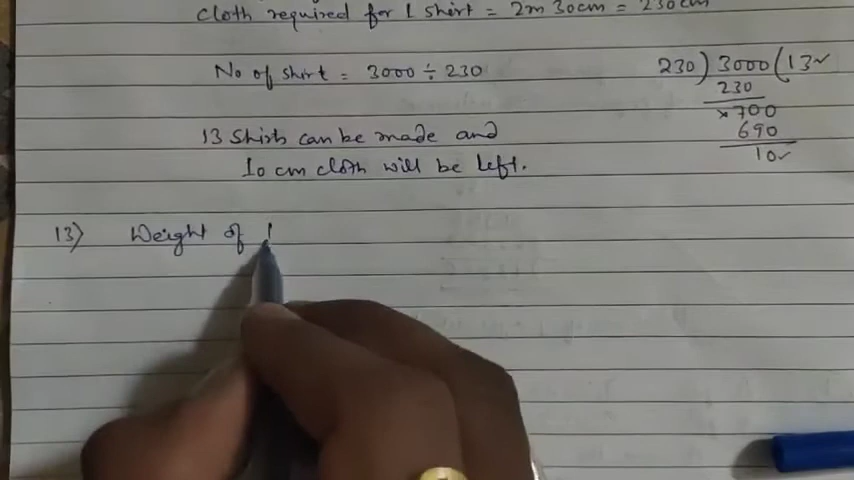 cloth required for 1 shirt = 2m 30cm = 230cm
No of shirt = 3000 ÷ 230
230) 3000 (13✓
230
×700
690
10✓
13 Shirts can be made and
10 cm cloth will be left.
13) Weight of 1